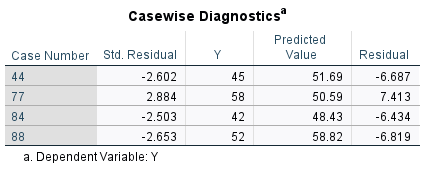 Casewise Diagnosticsa
Case Number Std. Residual Y Predicted Value Residual
44 -2.602 45 51.69 -6.687
77 2.884 58 50.59 7.413
84 -2.503 42 48.43 -6.434
88 -2.653 52 58.82 -6.819
a. Dependent Variable: Y